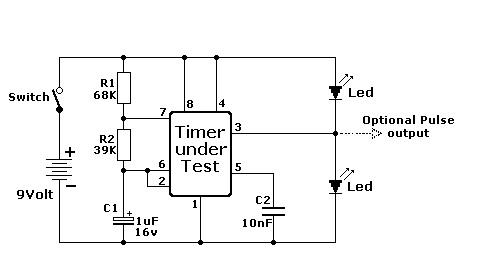 R1
68K
8
4
Led
Switch
7
Timer
under
Test
3
Optional Pulse
output
R2
39K
+
9Volt
−
6
2
5
Led
C1
+
1uF
16v
1
C2
10nF